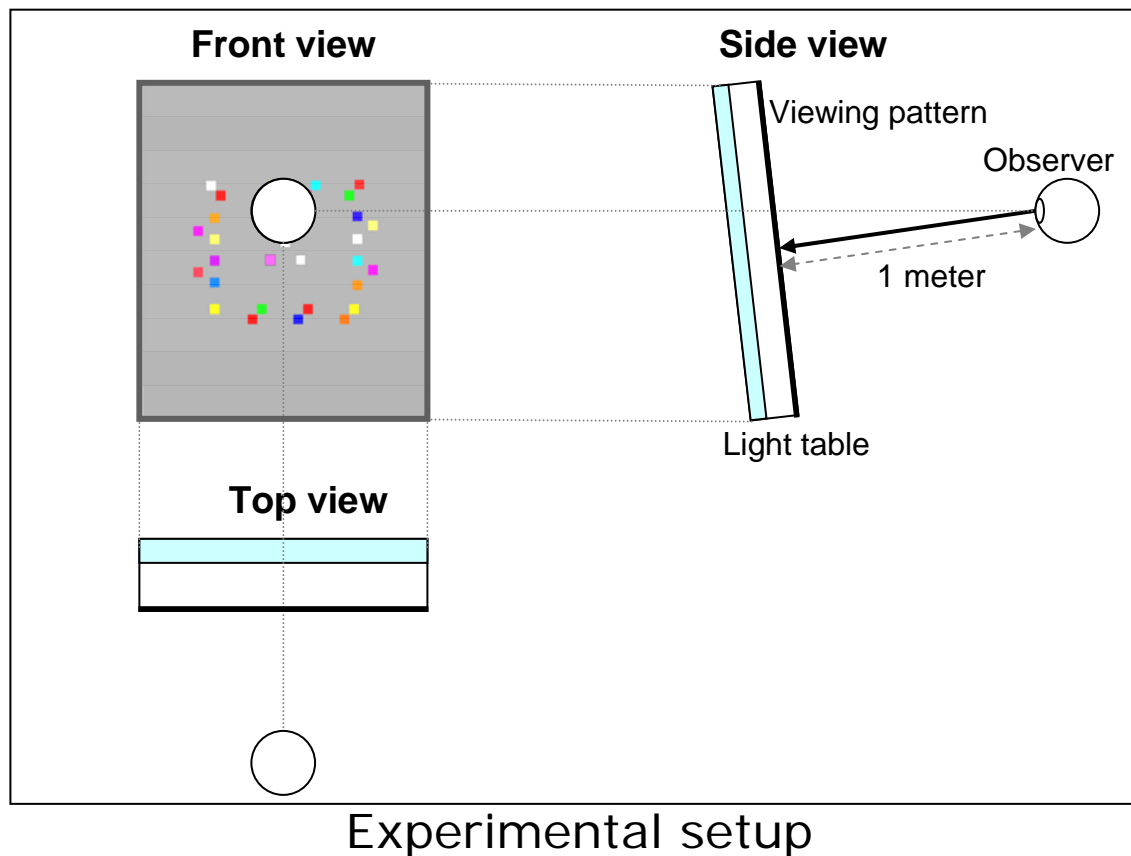 Front view
Side view
Viewing pattern
Observer
1 meter
Light table
Top view
Experimental setup